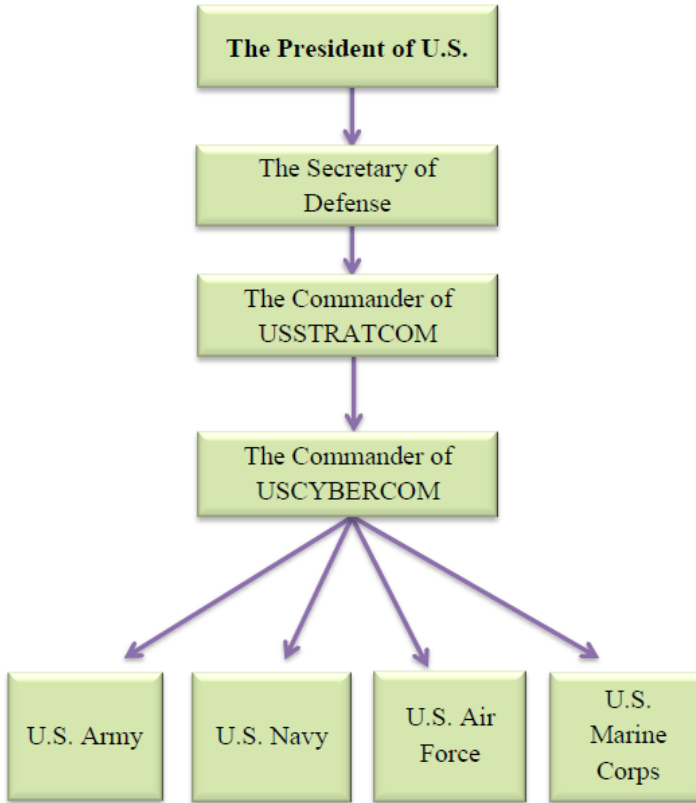 The President of U.S.
The Secretary of
Defense
The Commander of
USSTRATCOM
The Commander of
USCYBERCOM
U.S. Army
U.S. Navy
U.S. Air
Force
U.S.
Marine
Corps